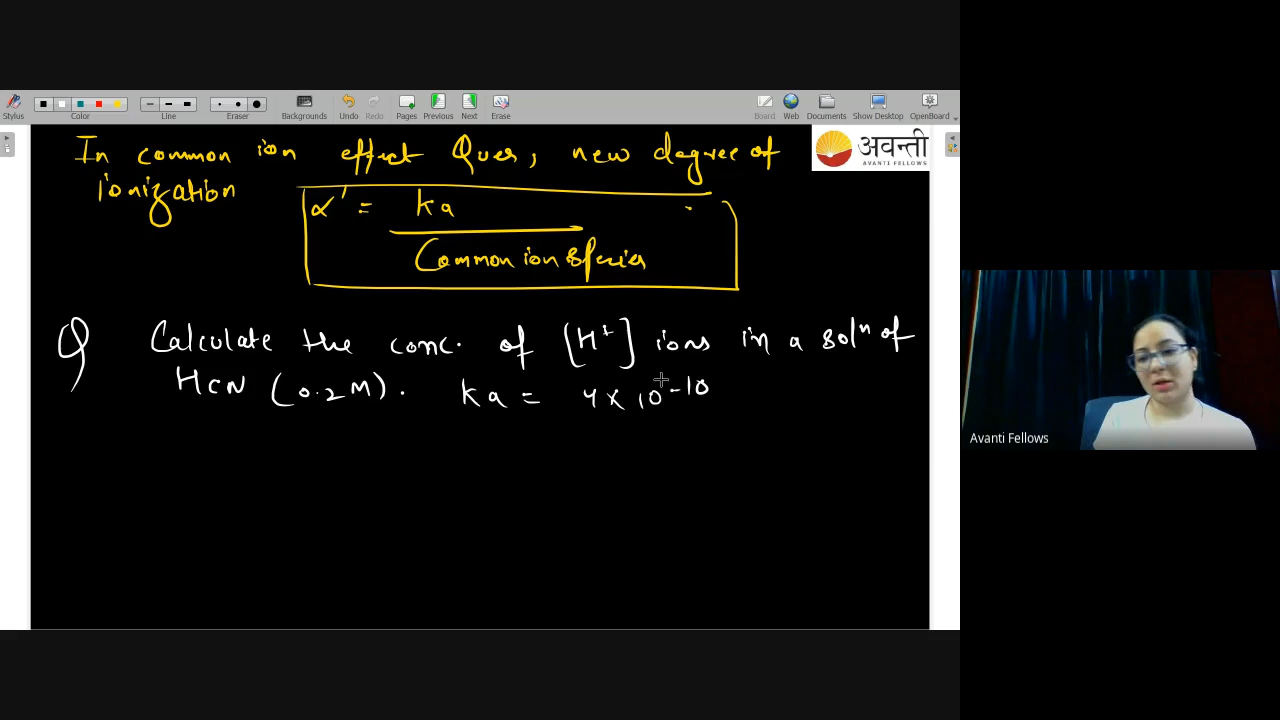 Stylus
Color
Line
Eraser
Backgrounds
Undo
Redo
Pages
Previous
Next
Erase
Board
Web
Documents
Show Desktop
OpenBoard
In common ion effect Ques, new degree of
ionization
α' = ka
Common ion species
अवन्ती
AVANTI FELLOWS
Q Calculate the conc. of [H+] ions in a solⁿ of
HCN (0.2M). ka = 4 x 10-10
Avanti Fellows